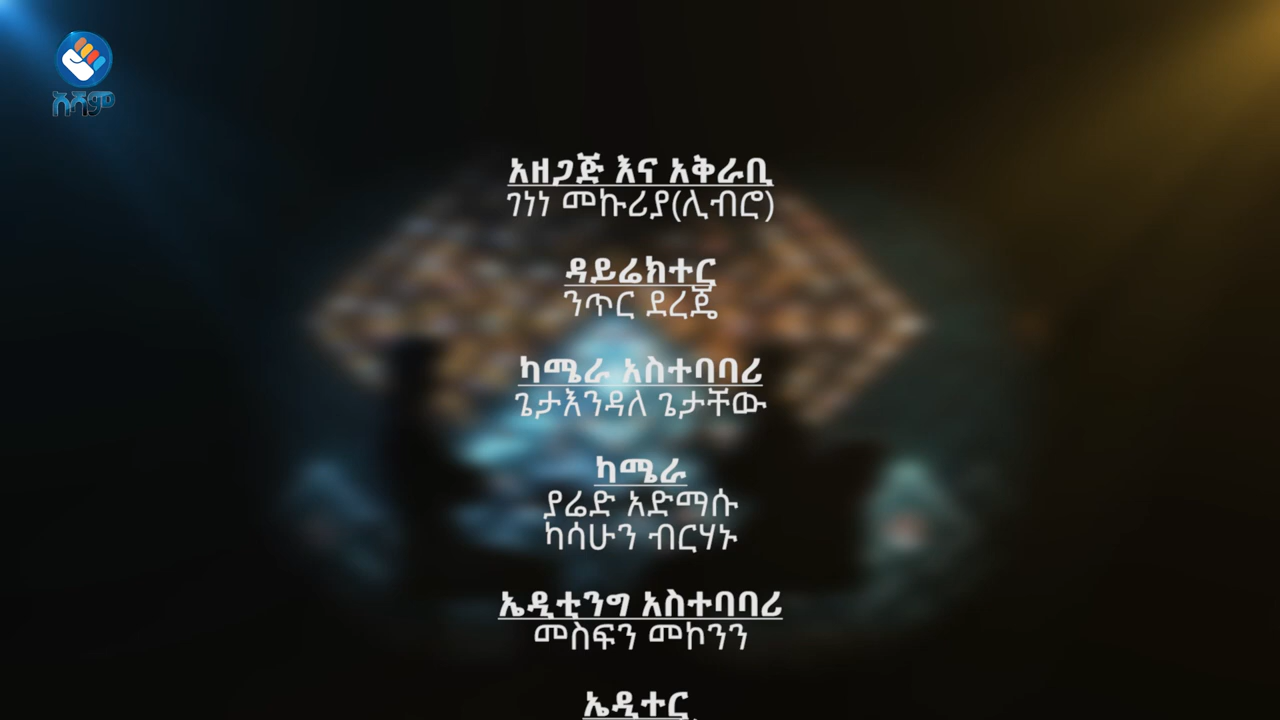 አሻም
አዘጋጅ እና አቅራቢ
ገነነ መኩሪያ(ሊብሮ)
ዳይሬክተር
ንጥር ደረጄ
ካሜራ አስተባባሪ
ጌታእንዳለ ጌታቸው
ካሜራ
ያሬድ አድማሱ
ካሳሁን ብርሃኑ
ኤዲቲንግ አስተባባሪ
መስፍን መኮንን
ኤዲተር